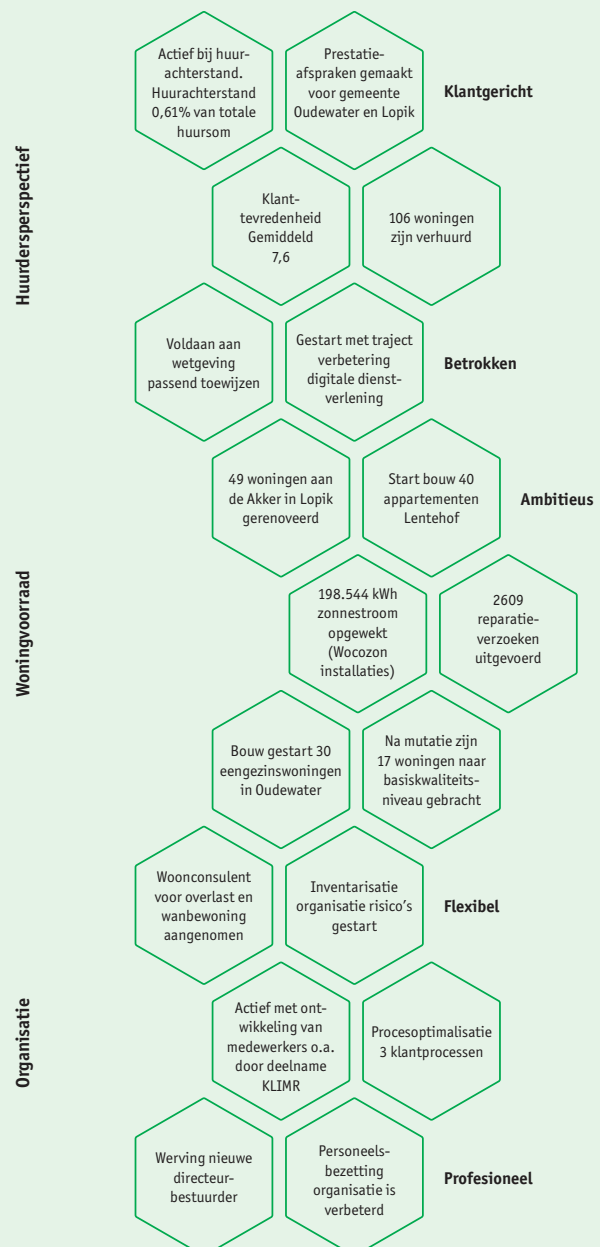 Huurdersperspectief
Actief bij huur-
achterstand.
Huurachterstand
0,61% van totale
huursom
Prestatie-
afspraken gemaakt
voor gemeente
Oudewater en Lopik
Klantgericht
Klant-
tevredenheid
Gemiddeld
7,6
106 woningen
zijn verhuurd
Voldaan aan
wetgeving
passend toewijzen
Gestart met traject
verbetering
digitale dienst-
verlening
Betrokken
Woningvoorraad
49 woningen aan
de Akker in Lopik
gerenoveerd
Start bouw 40
appartementen
Lentehof
Ambitieus
198.544 kWh
zonnestroom
opgewekt
(Wocozon
installaties)
2609
reparatie-
verzoeken
uitgevoerd
Bouw gestart 30
eengezinswoningen
in Oudewater
Na mutatie zijn
17 woningen naar
basiskwaliteits-
niveau gebracht
Organisatie
Woonconsulent
voor overlast en
wanbewoning
aangenomen
Inventarisatie
organisatie risico's
gestart
Flexibel
Actief met ont-
wikkeling van
medewerkers o.a.
door deelname
KLIMR
Procesoptimalisatie
3 klantprocessen
Werving nieuwe
directeur-
bestuurder
Personeels-
bezetting
organisatie is
verbeterd
Profesioneel